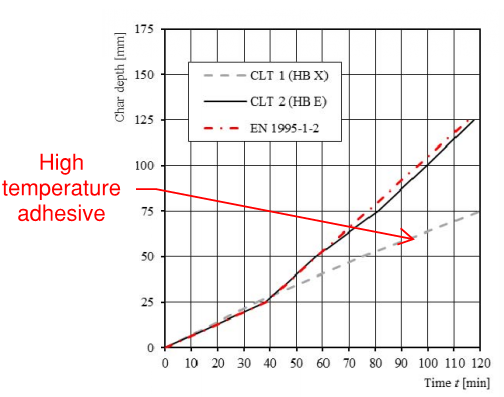 175
150
125
100
75
50
25
0
Char depth [mm]
CLT 1 (HB X)
CLT 2 (HB E)
EN 1995-1-2
High
temperature
adhesive
0 10 20 30 40 50 60 70 80 90 100 110 120
Time t [min]